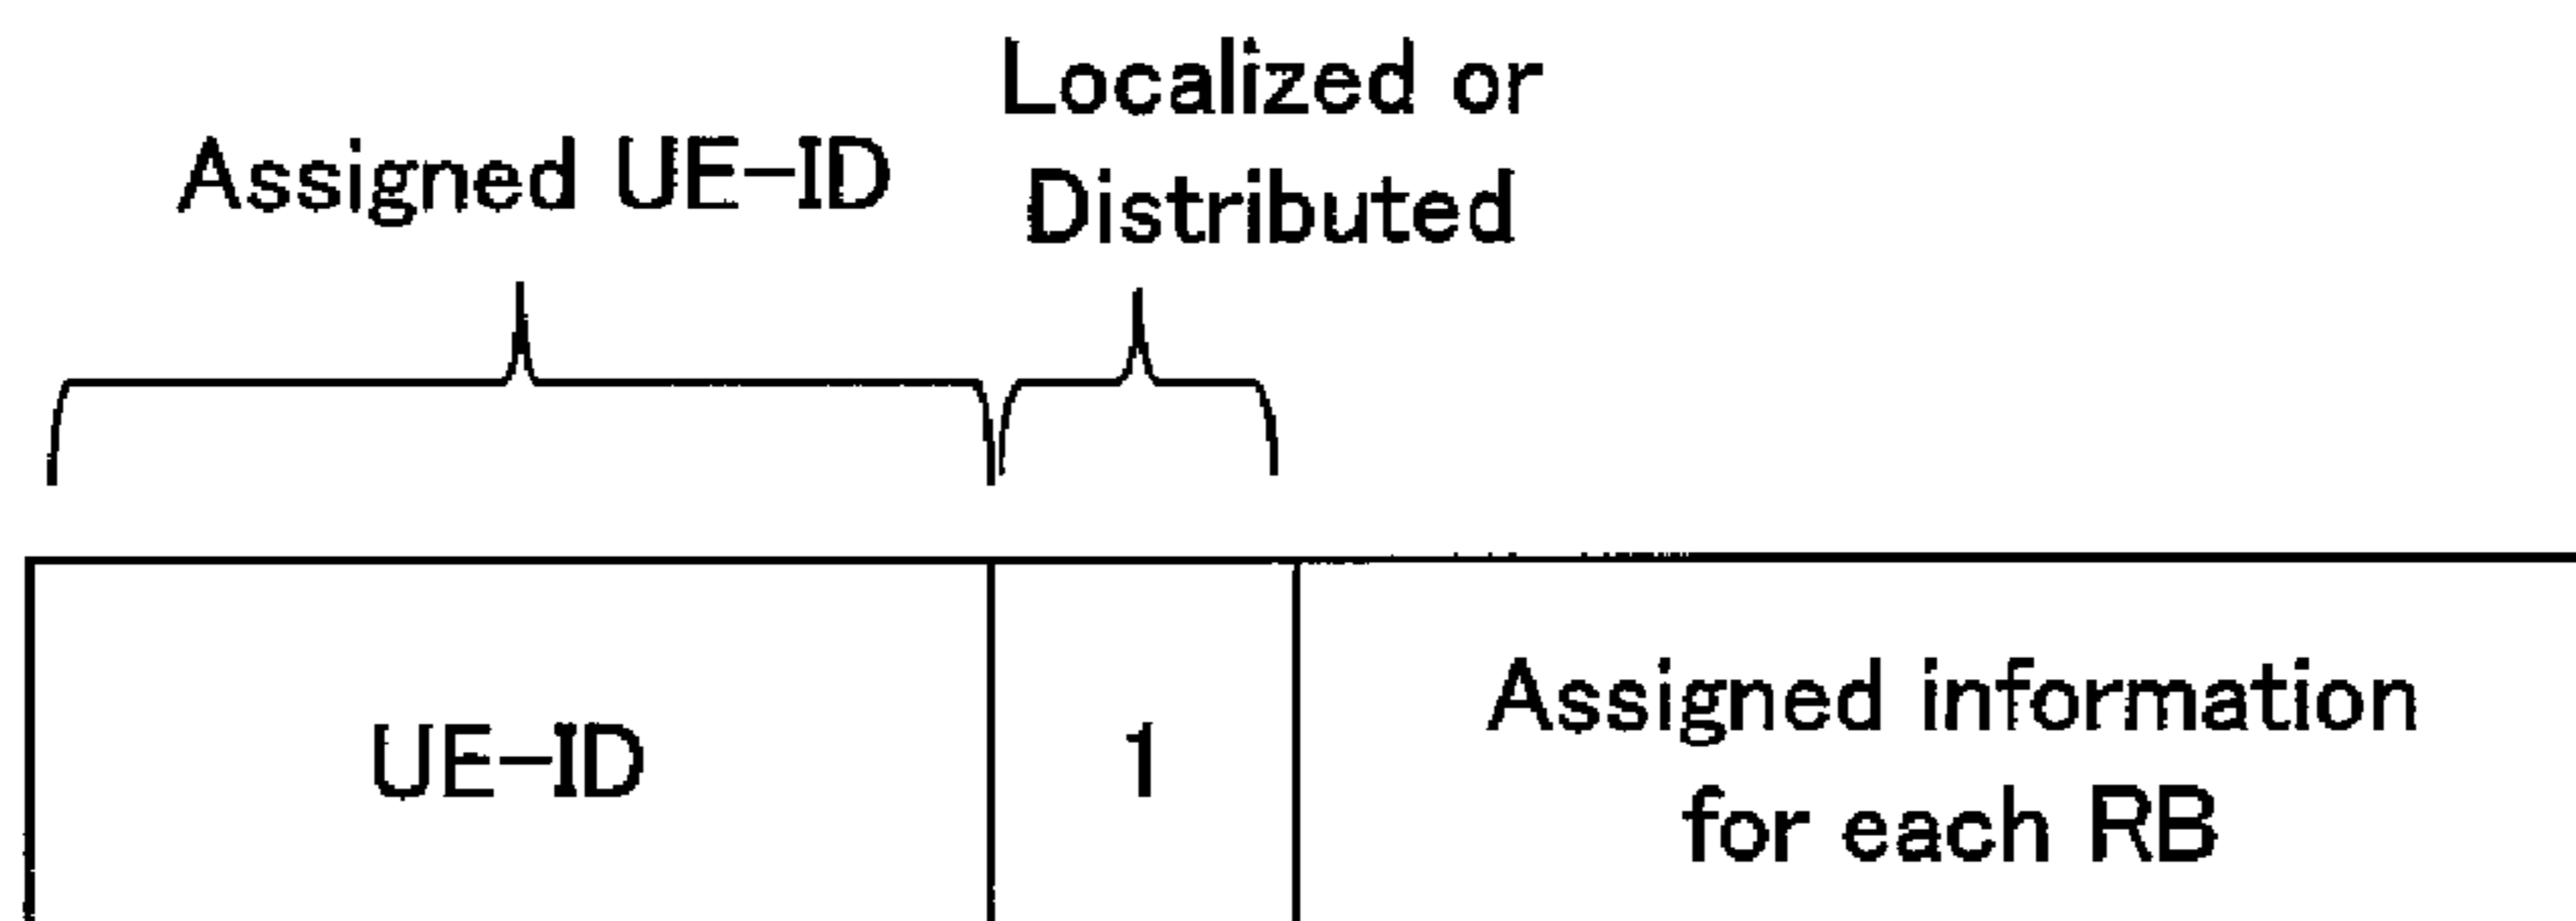 Assigned UE-ID
Localized or
Distributed
UE-ID
1
Assigned information
for each RB